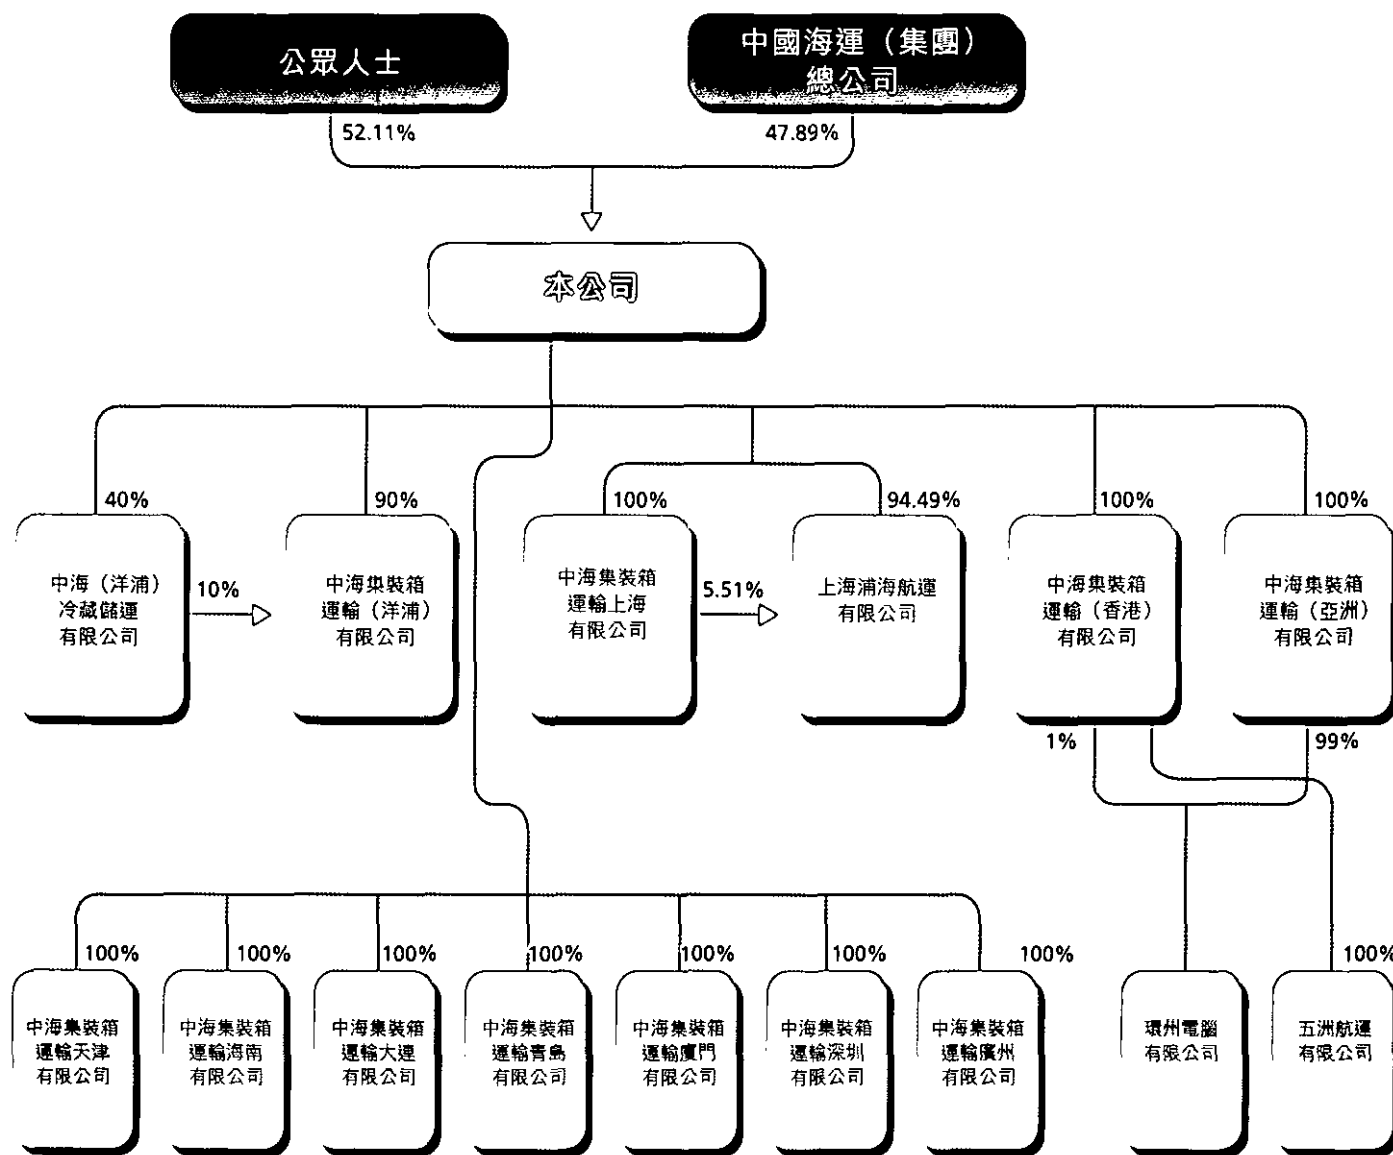 公眾人士
中國海運（集團）
總公司
52.11%
47.89%
本公司
40%
90%
100%
94.49%
100%
100%
中海（洋浦）
冷藏儲運
有限公司
10%
中海集裝箱
運輸（洋浦）
有限公司
中海集裝箱
運輸上海
有限公司
5.51%
上海浦海航運
有限公司
中海集裝箱
運輸（香港）
有限公司
中海集裝箱
運輸（亞洲）
有限公司
1%
99%
100%
100%
100%
100%
100%
100%
100%
100%
中海集裝箱
運輸天津
有限公司
中海集裝箱
運輸海南
有限公司
中海集裝箱
運輸大連
有限公司
中海集裝箱
運輸青島
有限公司
中海集裝箱
運輸廈門
有限公司
中海集裝箱
運輸深圳
有限公司
中海集裝箱
運輸廣州
有限公司
環州電腦
有限公司
五洲航運
有限公司